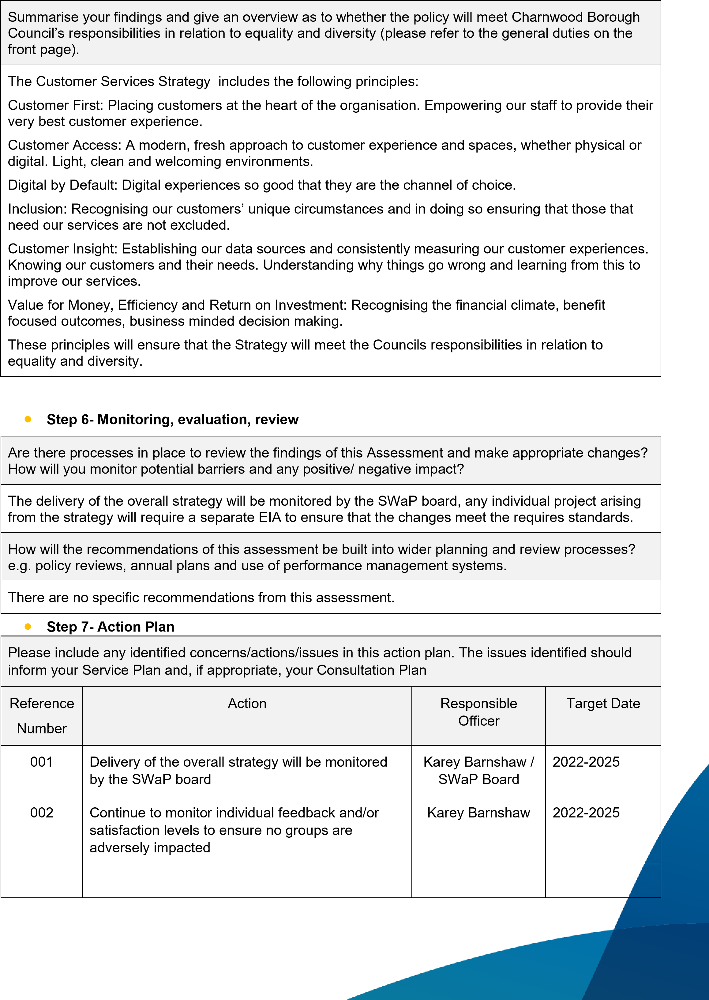 Summarise your findings and give an overview as to whether the policy will meet Charnwood Borough
Council’s responsibilities in relation to equality and diversity (please refer to the general duties on the
front page).
The Customer Services Strategy  includes the following principles:
Customer First: Placing customers at the heart of the organisation. Empowering our staff to provide their
very best customer experience.
Customer Access: A modern, fresh approach to customer experience and spaces, whether physical or
digital. Light, clean and welcoming environments.
Digital by Default: Digital experiences so good that they are the channel of choice.
Inclusion: Recognising our customers’ unique circumstances and in doing so ensuring that those that
need our services are not excluded.
Customer Insight: Establishing our data sources and consistently measuring our customer experiences.
Knowing our customers and their needs. Understanding why things go wrong and learning from this to
improve our services.
Value for Money, Efficiency and Return on Investment: Recognising the financial climate, benefit
focused outcomes, business minded decision making.
These principles will ensure that the Strategy will meet the Councils responsibilities in relation to
equality and diversity.
• Step 6- Monitoring, evaluation, review
Are there processes in place to review the findings of this Assessment and make appropriate changes?
How will you monitor potential barriers and any positive/ negative impact?
The delivery of the overall strategy will be monitored by the SWaP board, any individual project arising
from the strategy will require a separate EIA to ensure that the changes meet the requires standards.
How will the recommendations of this assessment be built into wider planning and review processes?
e.g. policy reviews, annual plans and use of performance management systems.
There are no specific recommendations from this assessment.
• Step 7- Action Plan
Please include any identified concerns/actions/issues in this action plan. The issues identified should
inform your Service Plan and, if appropriate, your Consultation Plan
Reference
Number
Action
Responsible
Officer
Target Date
001
Delivery of the overall strategy will be monitored
by the SWaP board
Karey Barnshaw /
SWaP Board
2022-2025
002
Continue to monitor individual feedback and/or
satisfaction levels to ensure no groups are
adversely impacted
Karey Barnshaw
2022-2025